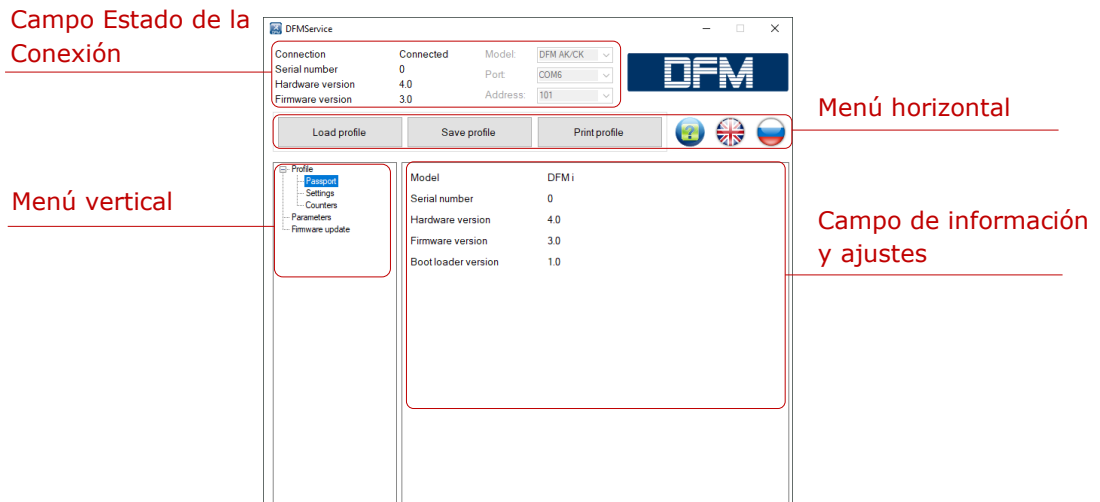 Campo Estado de la
Conexión
DFMService
Connection Connected Model: DFM AK/CK
Serial number 0 Port: COM6
Hardware version 4.0
Firmware version 3.0 Address: 101
DFM
Menú horizontal
Load profile Save profile Print profile
Menú vertical
Profile
Passport
Settings
Counters
Parameters
Firmware update
Model DFM i
Serial number 0
Hardware version 4.0
Firmware version 3.0
Boot loader version 1.0
Campo de información
y ajustes